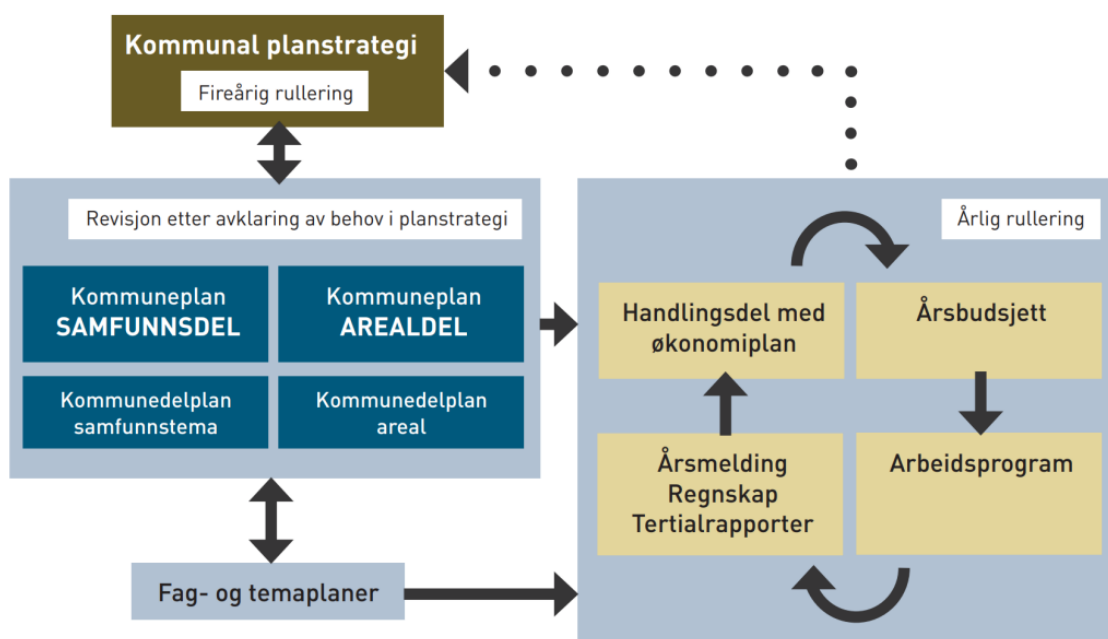 Kommunal planstrategi
Fireårig rullering
Revisjon etter avklaring av behov i planstrategi
Kommuneplan
SAMFUNNSDEL
Kommuneplan
AREALDEL
Kommunedelplan
samfunnstema
Kommunedelplan
areal
Fag- og temaplaner
Årlig rullering
Handlingsdel med
økonomiplan
Årsbudsjett
Årsmelding
Regnskap
Tertialrapporter
Arbeidsprogram